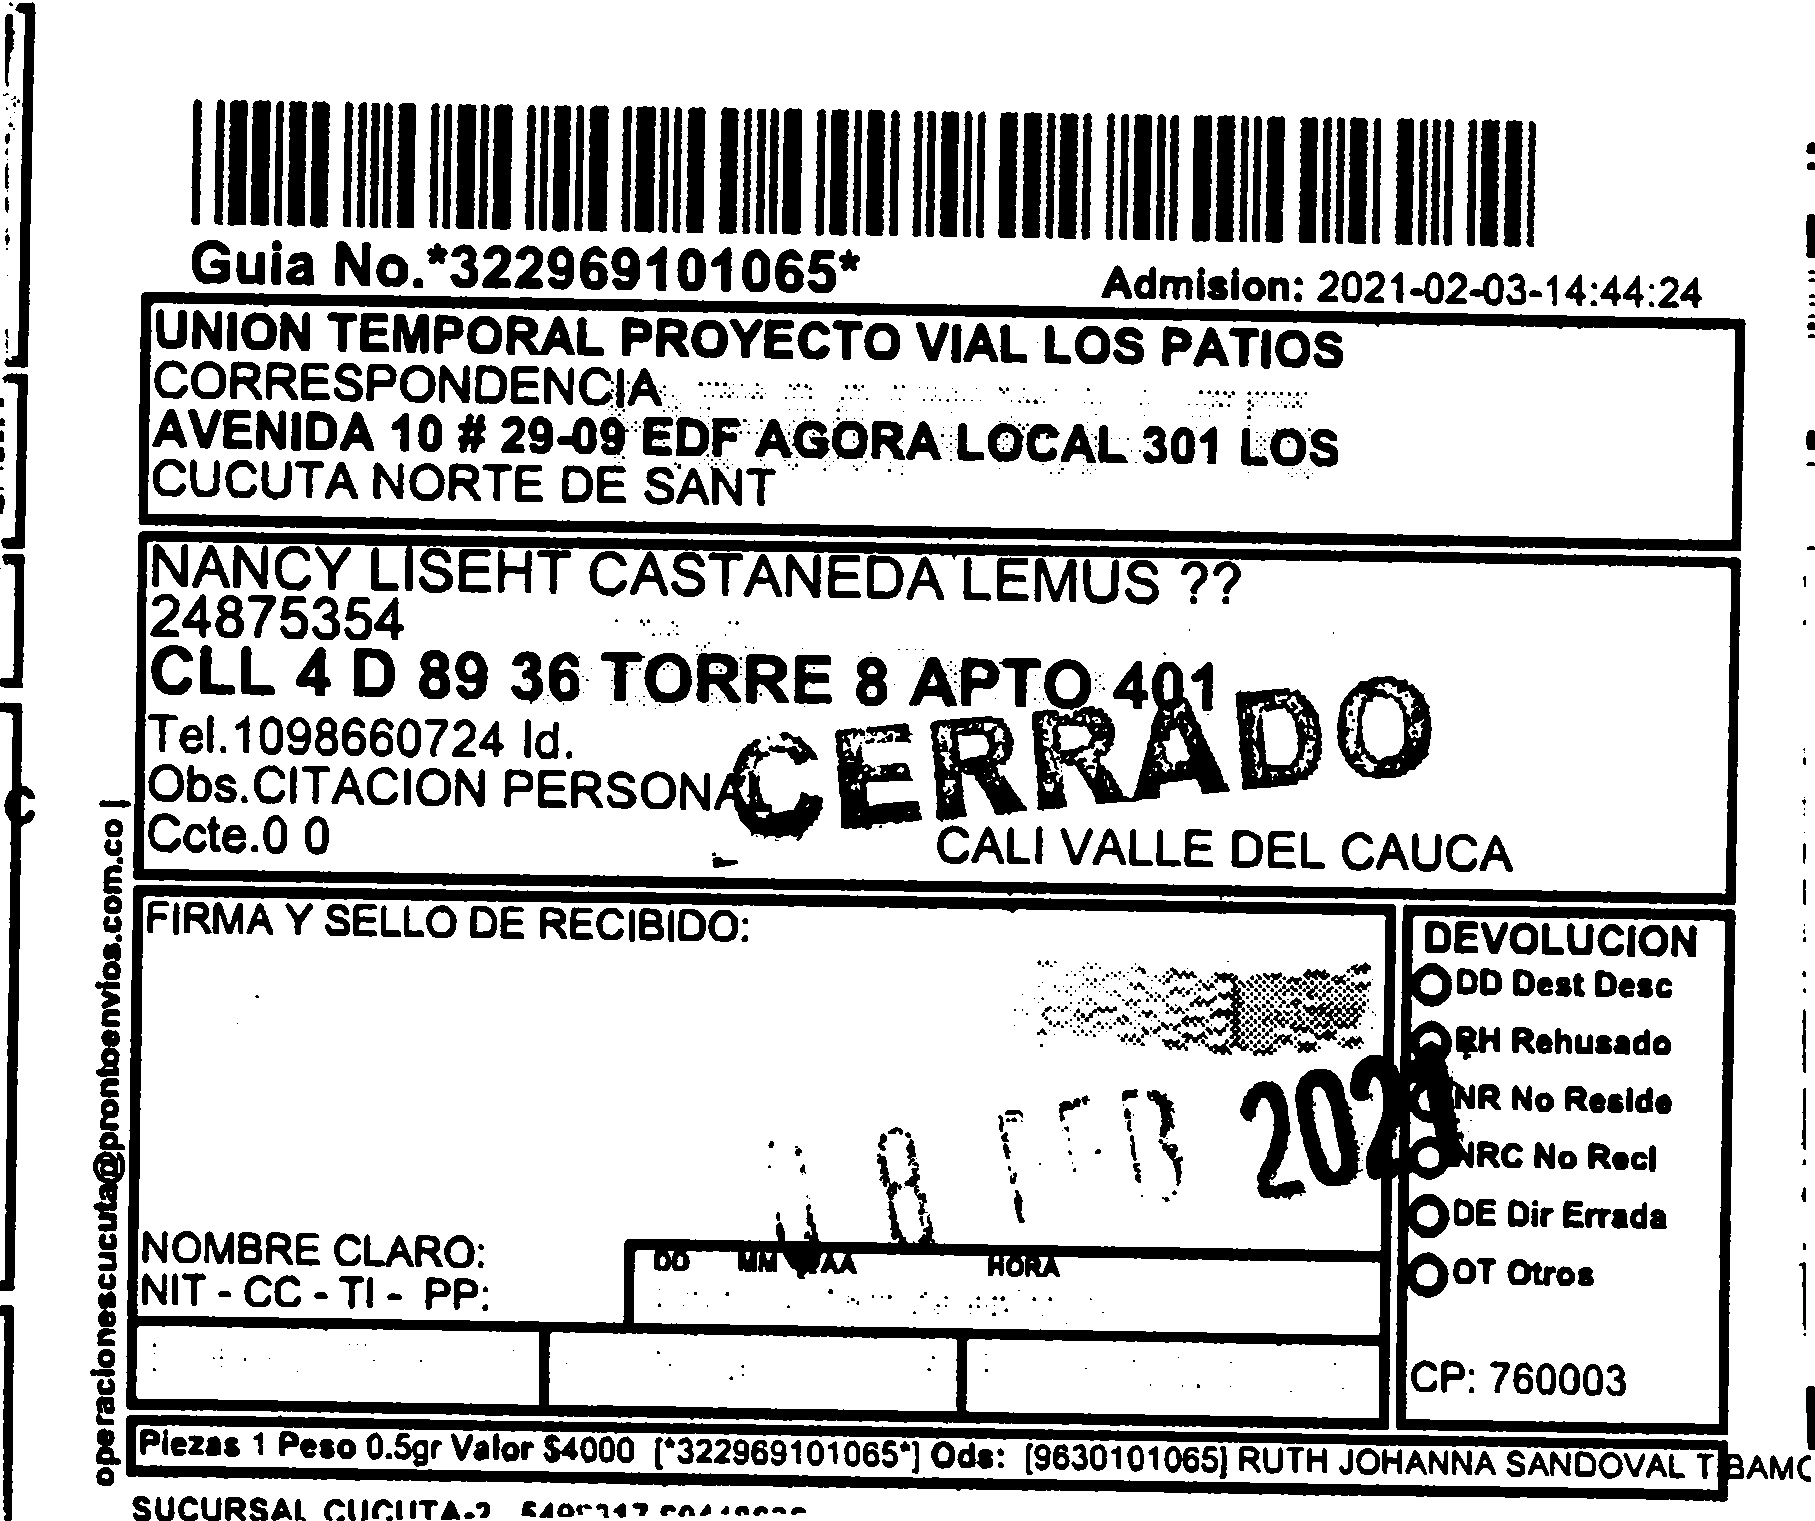 Guia No.*322969101065*
Admision: 2021-02-03-14:44:24
UNION TEMPORAL PROYECTO VIAL LOS PATIOS
CORRESPONDENCIA
AVENIDA 10 # 29-09 EDF AGORA LOCAL 301 LOS
CUCUTA NORTE DE SANT
NANCY LISEHT CASTANEDA LEMUS ??
24875354
CLL 4 D 89 36 TORRE 8 APTO 401
Tel.1098660724 Id.
Obs.CITACION PERSONA
CERRADO
Ccte.0 0
CALI VALLE DEL CAUCA
FIRMA Y SELLO DE RECIBIDO:
FEB 2021
NOMBRE CLARO:
NIT - CC - TI - PP:
DD MM AA HORA
DEVOLUCION
DD Dest Desc
RH Rehusado
NR No Reside
NRC No Recl
DE Dir Errada
OT Otros
CP: 760003
Piezas 1 Peso 0.5gr Valor $4000 [*322969101065*] Ods: [9630101065] RUTH JOHANNA SANDOVAL TIBAMO
SUCURSAL CUCUTA-2
operacionescucuta@prontoenvios.com.co |